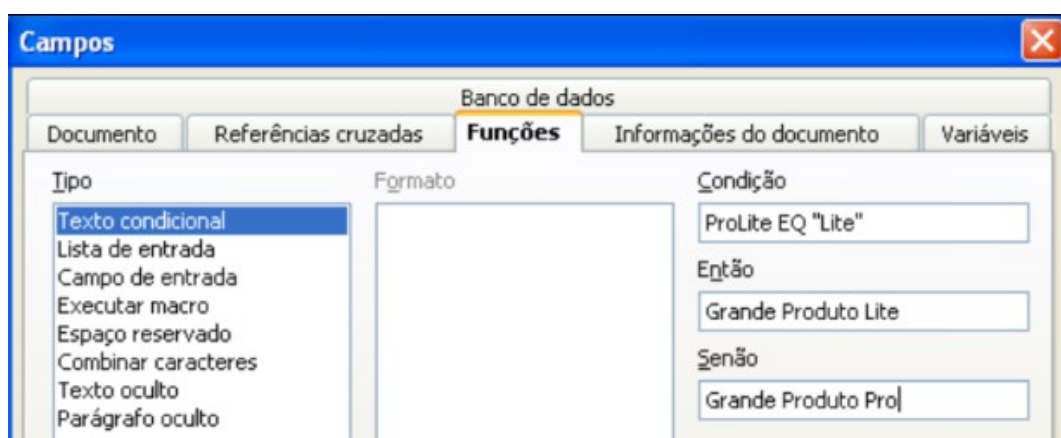 Campos
Banco de dados
Documento Referências cruzadas Funções Informações do documento Variáveis
Tipo Formato Condição
Texto condicional
Lista de entrada
Campo de entrada
Executar macro
Espaço reservado
Combinar caracteres
Texto oculto
Parágrafo oculto
ProLite EQ "Lite"
Então
Grande Produto Lite
Senão
Grande Produto Pro